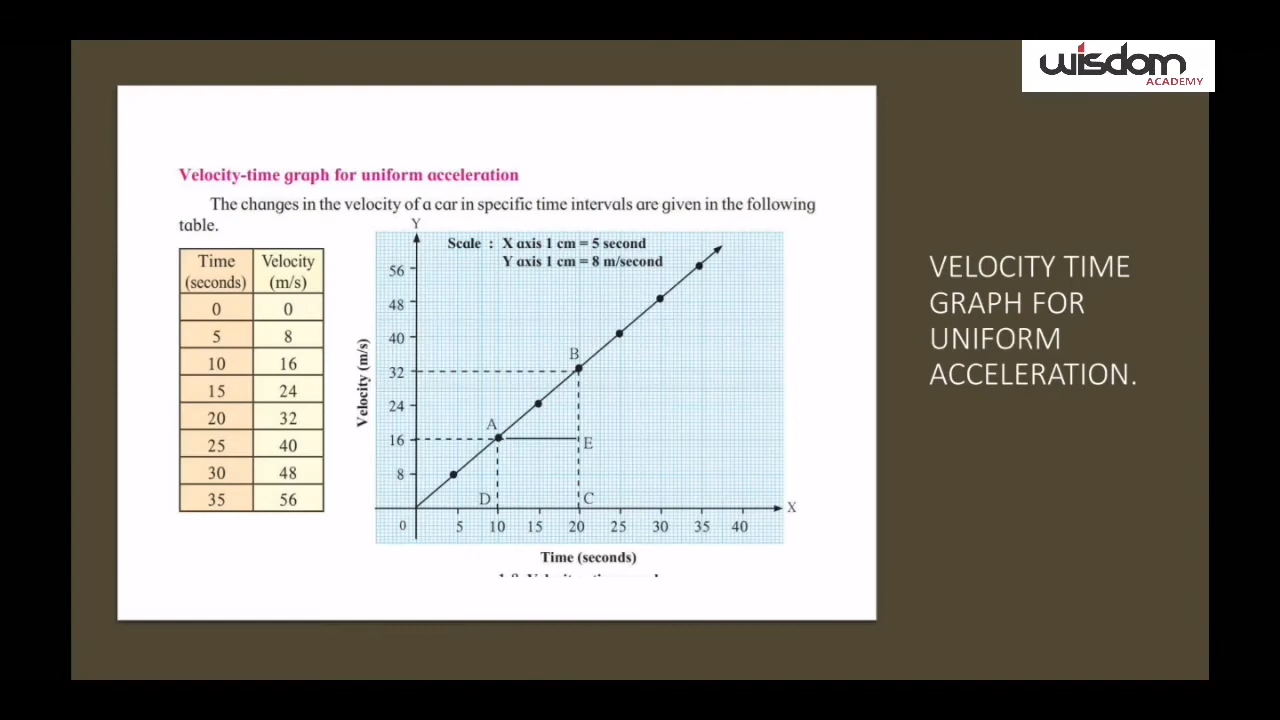 wisdom
ACADEMY
Velocity-time graph for uniform acceleration
The changes in the velocity of a car in specific time intervals are given in the following
table.
Time (seconds) Velocity (m/s)
0 0
5 8
10 16
15 24
20 32
25 40
30 48
35 56
Y
Scale : X axis 1 cm = 5 second
Y axis 1 cm = 8 m/second
56
48
40
32
24
16
8
Velocity (m/s)
B
A
E
D
C
X
0 5 10 15 20 25 30 35 40
Time (seconds)
VELOCITY TIME
GRAPH FOR
UNIFORM
ACCELERATION.